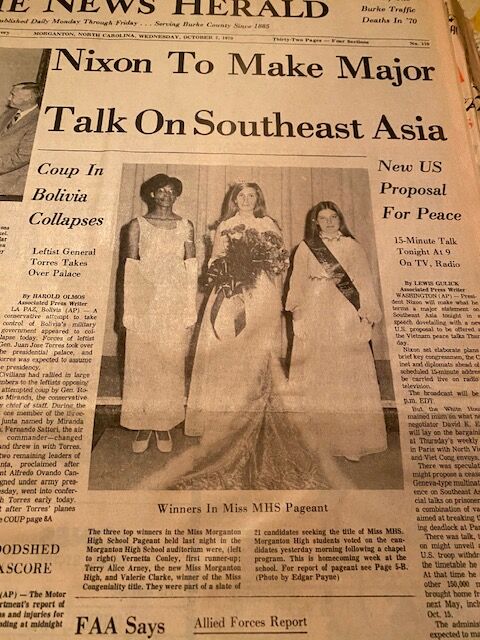 E NEWS HERALD
Published Daily Monday Through Friday . . . Serving Burke County Since 1885
Burke Traffic
Deaths In '70
MORGANTON, NORTH CAROLINA, WEDNESDAY, OCTOBER 7, 1970
Thirty-Two Pages — Four Sections
Nixon To Make Major
Talk On Southeast Asia
Coup In
Bolivia
Collapses
Leftist General
Torres Takes
Over Palace
By HAROLD OLMOS
Associated Press Writer
LA PAZ, Bolivia (AP) — A
conservative attempt to take
control of Bolivia's military
government appeared to col-
lapse today. Forces of leftist
Gen. Juan Jose Torres took over
the presidential palace, and
Torres was expected to assume
the presidency.
Civilians had rallied in large
numbers to the leftists opposing
attempted coup by Gen. Ro-
o Miranda, the conservative
chief of staff. During the
one member of the three-
junta named by Miranda
Fernando Sattori, the air
commander—changed
and threw in with Torres.
two remaining leaders of
junta, proclaimed after
nt Alfredo Ovando Can-
gned under army pres-
sday, went into confer-
h Torres early today.
t after Torres' planes
COUP page 8A
OODSHED
SCORE
(AP) — The Motor
rtment's report of
s and injuries for
ding at midnight
Winners In Miss MHS Pageant
The three top winners in the Miss Morganton
High School Pageant held last night in the
Morganton High School auditorium were, (left
to right) Vernetta Conley, first runner-up;
Terry Alice Arney, the new Miss Morganton
High, and Valerie Clarke, winner of the Miss
Congeniality title. They were part of a slate of
21 candidates seeking the title of Miss MHS.
Morganton High students voted on the can-
didates yesterday morning following a chapel
program. This is homecoming week at the
school. For report of pageant see Page 5-B.
(Photo by Edgar Payne)
FAA Says
Allied Forces Report
New US
Proposal
For Peace
15-Minute Talk
Tonight At 9
On TV, Radio
By LEWIS GULICK
Associated Press Writer
WASHINGTON (AP) — Presi-
dent Nixon will make what he
terms a major statement on
Southeast Asia tonight in a
speech dovetailing with a new
U.S. proposal to be offered at
the Vietnam peace talks Thurs-
day.
Nixon set elaborate plans
brief key congressmen, the C
inet and diplomats ahead of
scheduled 15-minute address
be carried live on radio
television.
The broadcast will be
p.m. EDT.
But the White House
mained mum on what ne
negotiator David K. E
will lay on the bargain
at Thursday's weekly
in Paris with North Vi
and Viet Cong envoys.
There was speculat
might propose a cease
Geneva-type multinat
ence on Southeast As
cial talks on prisoner
a combination of va
aimed at breaking t
ing deadlock at Par
There was talk,
on might unveil
U.S. troop withdr
the timetable he
At that time he
other 150,000 m
brought home fr
next May, inclu
Oct. 15.
The administ
expected to ma